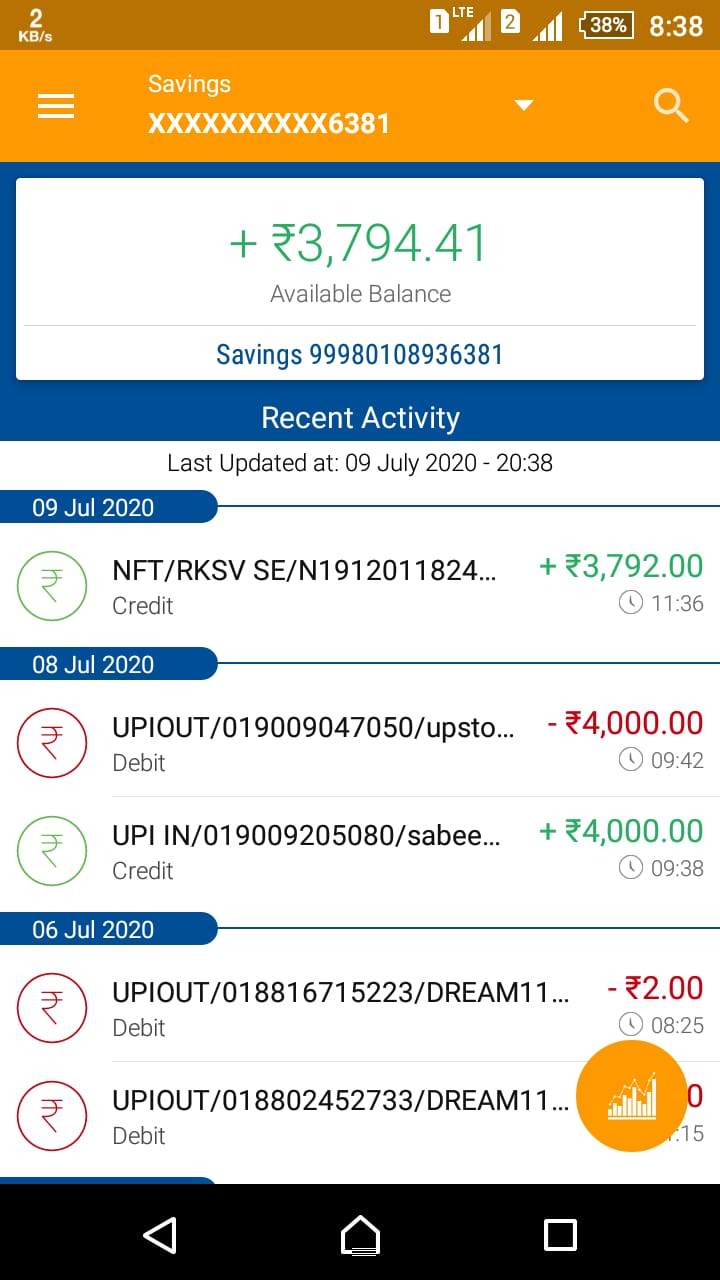 2
KB/s
1 LTE 2 38% 8:38
Savings
XXXXXXXXXX6381
+ ₹3,794.41
Available Balance
Savings 99980108936381
Recent Activity
Last Updated at: 09 July 2020 - 20:38
09 Jul 2020
NFT/RKSV SE/N1912011824... + ₹3,792.00
Credit 11:36
08 Jul 2020
UPIOUT/019009047050/upsto... - ₹4,000.00
Debit 09:42
UPI IN/019009205080/sabee... + ₹4,000.00
Credit 09:38
06 Jul 2020
UPIOUT/018816715223/DREAM11... - ₹2.00
Debit 08:25
UPIOUT/018802452733/DREAM11... 0
Debit :15